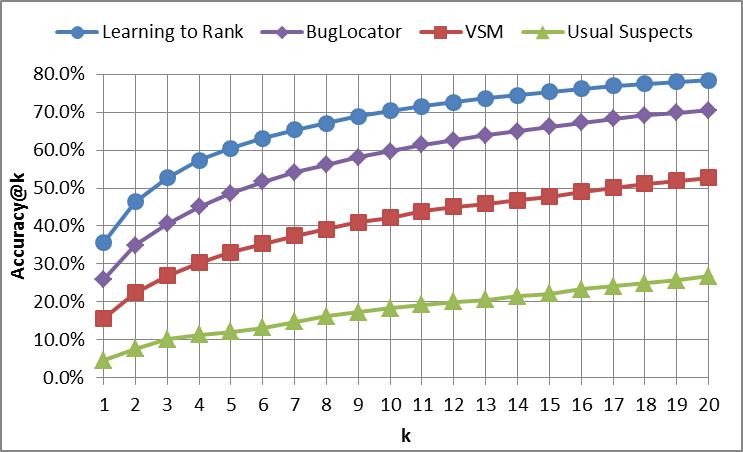 Learning to Rank BugLocator VSM Usual Suspects
80.0%
70.0%
60.0%
50.0%
40.0%
30.0%
20.0%
10.0%
0.0%
Accuracy@k
1 2 3 4 5 6 7 8 9 10 11 12 13 14 15 16 17 18 19 20
k